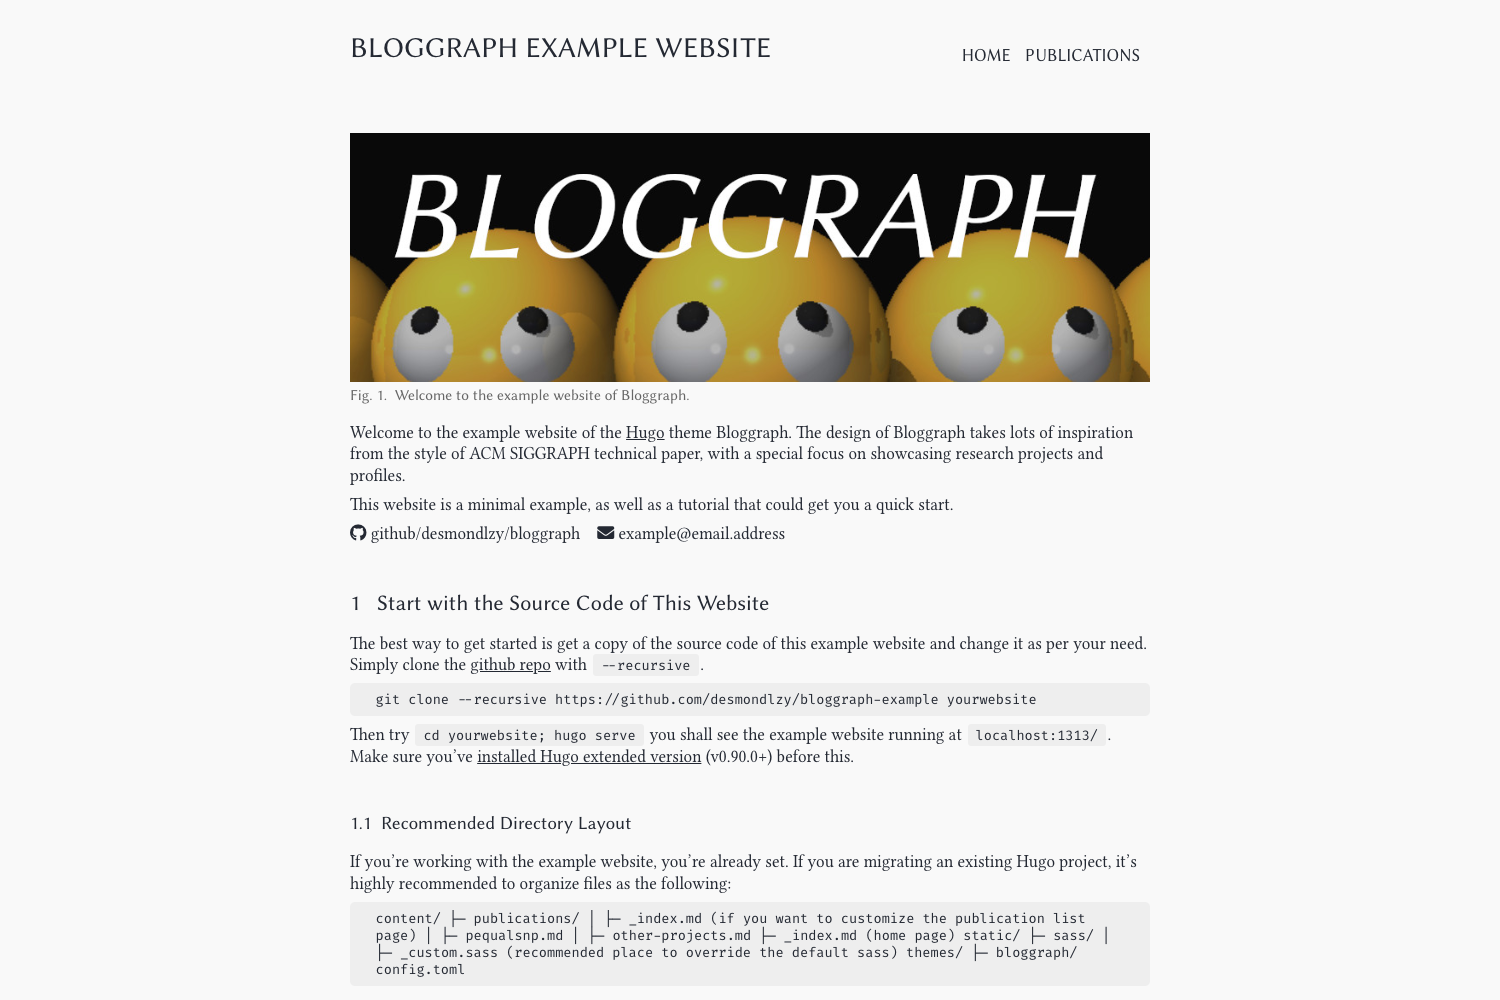 BLOGGRAPH EXAMPLE WEBSITE
HOME PUBLICATIONS
BLOGGRAPH
Fig. 1. Welcome to the example website of Bloggraph.
Welcome to the example website of the Hugo theme Bloggraph. The design of Bloggraph takes lots of inspiration
from the style of ACM SIGGRAPH technical paper, with a special focus on showcasing research projects and
profiles.
This website is a minimal example, as well as a tutorial that could get you a quick start.
github/desmondlzy/bloggraph example@email.address
1 Start with the Source Code of This Website
The best way to get started is get a copy of the source code of this example website and change it as per your need.
Simply clone the github repo with --recursive .
git clone --recursive https://github.com/desmondlzy/bloggraph-example yourwebsite
Then try cd yourwebsite; hugo serve you shall see the example website running at localhost:1313/ .
Make sure you’ve installed Hugo extended version (v0.90.0+) before this.
1.1 Recommended Directory Layout
If you’re working with the example website, you’re already set. If you are migrating an existing Hugo project, it’s
highly recommended to organize files as the following:
content/ ├─ publications/ │ ├─ _index.md (if you want to customize the publication list
page) │ ├─ pequalsnp.md │ ├─ other-projects.md ├─ _index.md (home page) static/ ├─ sass/ │
├─ _custom.sass (recommended place to override the default sass) themes/ ├─ bloggraph/
config.toml